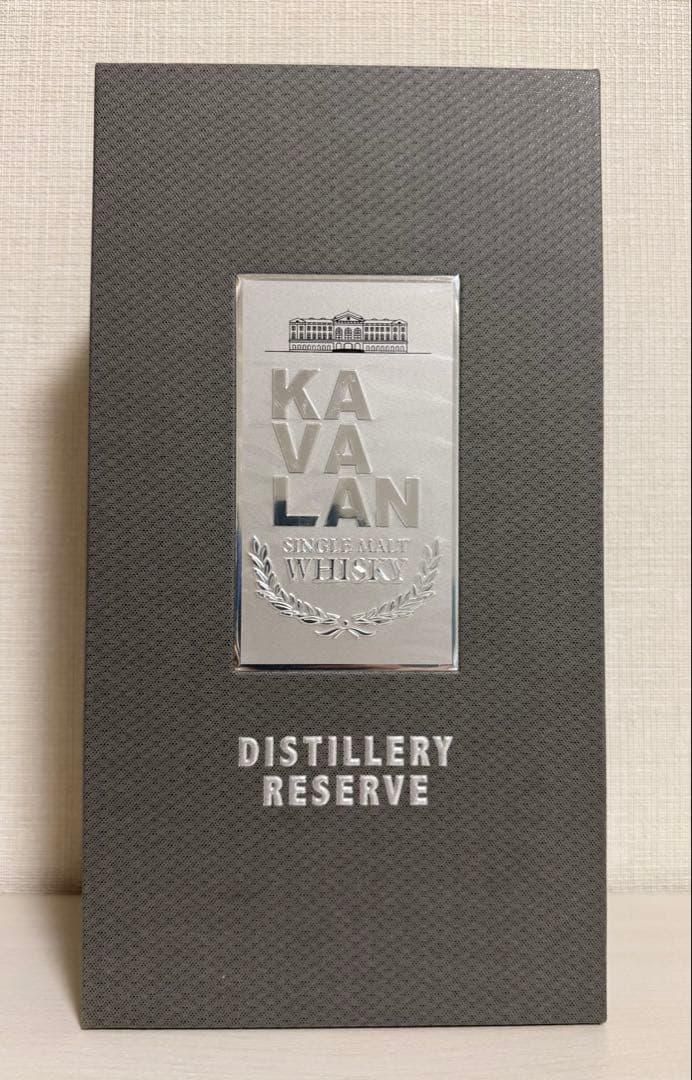 KA
VA
LAN
SINGLE MALT
WHISKY
DISTILLERY
RESERVE